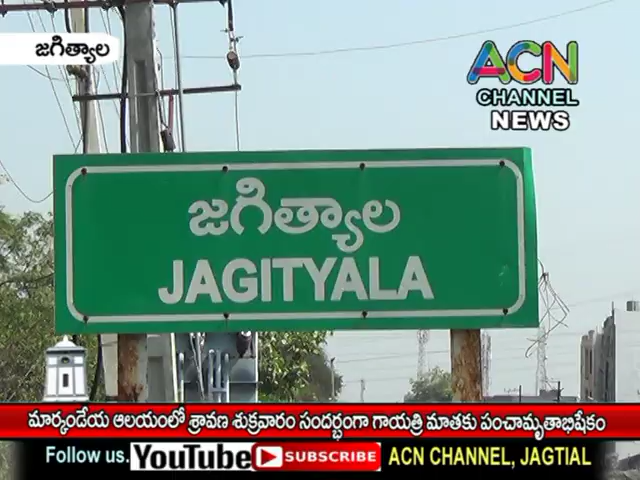 జగిత్యాల
ACN
CHANNEL
NEWS
జగిత్యాల
JAGITYALA
మార్కండేయ ఆలయంలో శ్రావణ శుక్రవారం సందర్భంగా గాయత్రి మాతకు పంచామృతాభిషేకం
Follow us. YouTube SUBSCRIBE ACN CHANNEL, JAGTIAL